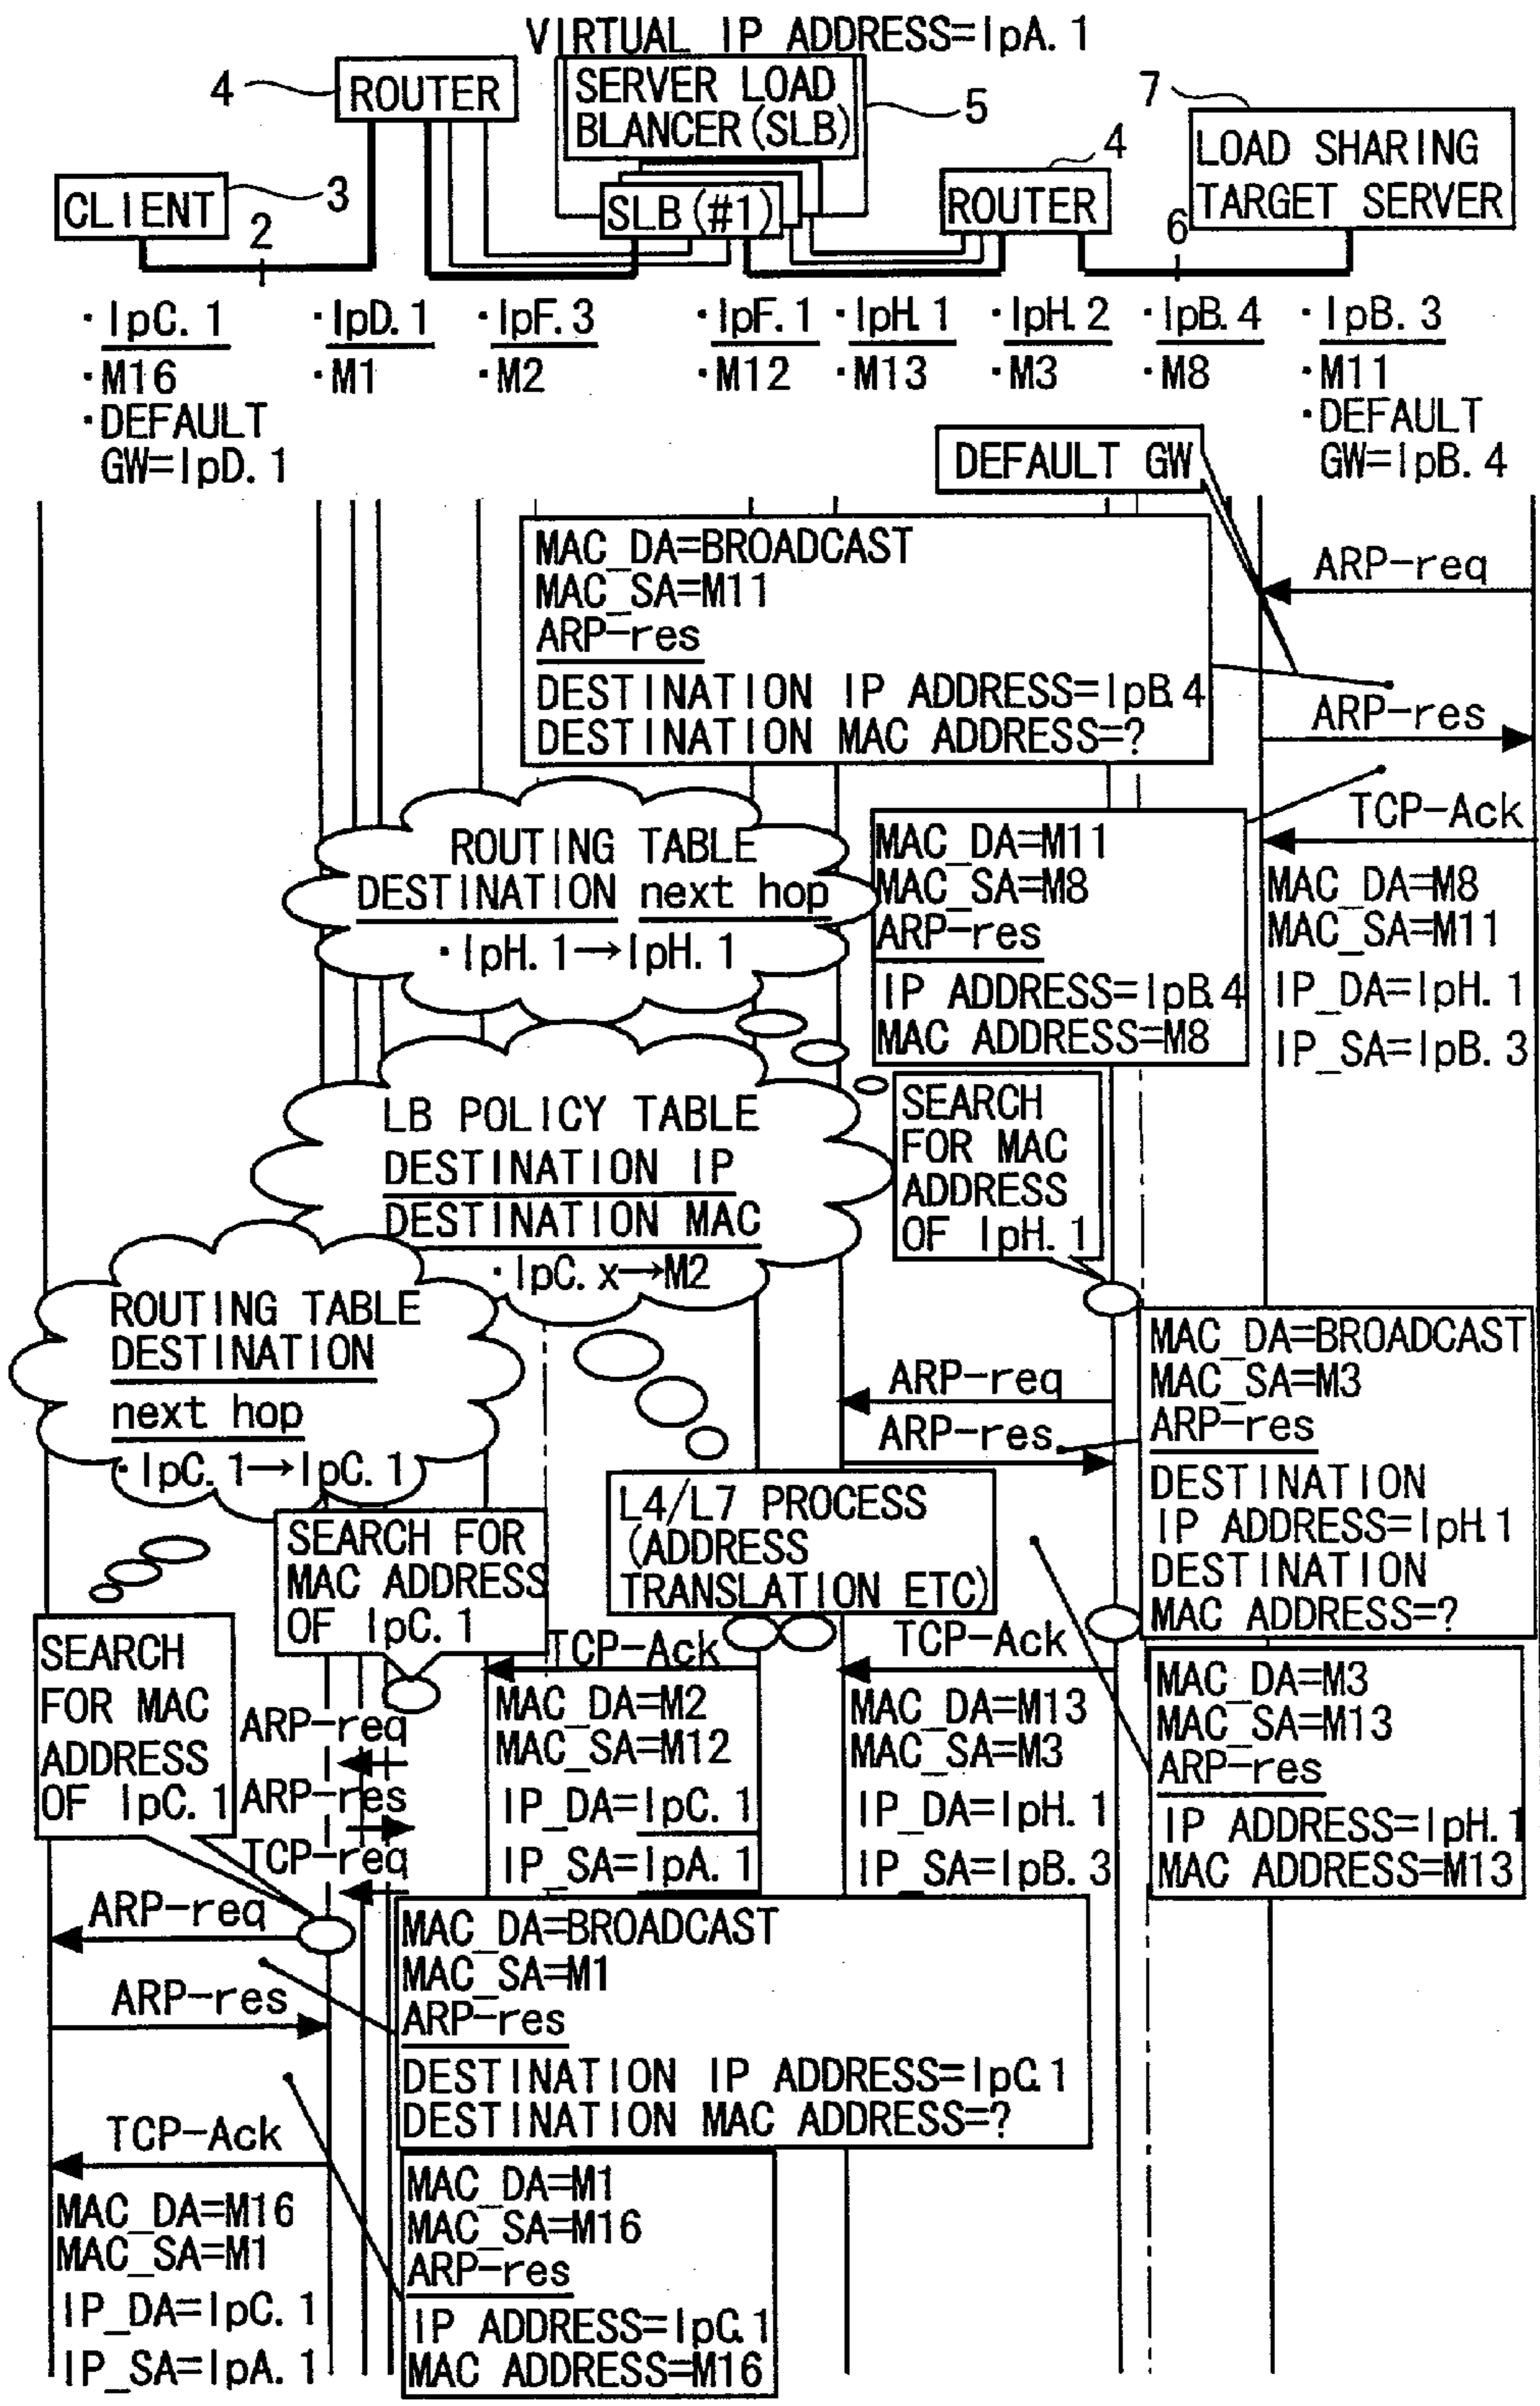 VIRTUAL IP ADDRESS=IpA.1
4
ROUTER
SERVER LOAD
BLANCER(SLB)
5
7
LOAD SHARING
TARGET SERVER
4
ROUTER
CLIENT
3
SLB(#1)
2
6
・IpC.1
・M16
・DEFAULT
GW=IpD.1
・IpD.1
・M1
・IpF.3
・M2
・IpF.1
・M12
・IpH.1
・M13
・IpH.2
・M3
・IpB.4
・M8
・IpB.3
・M11
・DEFAULT
GW=IpB.4
DEFAULT GW
MAC_DA=BROADCAST
MAC_SA=M11
ARP-res
DESTINATION IP ADDRESS=IpB.4
DESTINATION MAC ADDRESS=?
ARP-req
ARP-res
TCP-Ack
ROUTING TABLE
DESTINATION next hop
・IpH.1→IpH.1
MAC_DA=M11
MAC_SA=M8
ARP-res
IP ADDRESS=IpB.4
MAC ADDRESS=M8
MAC_DA=M8
MAC_SA=M11
IP_DA=IpH.1
IP_SA=IpB.3
LB POLICY TABLE
DESTINATION IP
DESTINATION MAC
・IpC.x→M2
SEARCH
FOR MAC
ADDRESS
OF IpH.1
ROUTING TABLE
DESTINATION
next hop
・IpC.1→IpC.1
ARP-req
ARP-res
MAC_DA=BROADCAST
MAC_SA=M3
ARP-res
DESTINATION
IP ADDRESS=IpH.1
DESTINATION
MAC ADDRESS=?
L4/L7 PROCESS
(ADDRESS
TRANSLATION ETC)
SEARCH FOR
MAC ADDRESS
OF IpC.1
SEARCH
FOR MAC
ADDRESS
OF IpC.1
TCP-Ack
TCP-Ack
MAC_DA=M2
MAC_SA=M12
IP_DA=IpC.1
IP_SA=IpA.1
MAC_DA=M13
MAC_SA=M3
IP_DA=IpH.1
IP_SA=IpB.3
MAC_DA=M3
MAC_SA=M13
ARP-res
IP ADDRESS=IpH.1
MAC ADDRESS=M13
ARP-req
ARP-res
TCP-req
ARP-req
ARP-res
TCP-Ack
MAC_DA=BROADCAST
MAC_SA=M1
ARP-res
DESTINATION IP ADDRESS=IpC.1
DESTINATION MAC ADDRESS=?
MAC_DA=M16
MAC_SA=M1
IP_DA=IpC.1
IP_SA=IpA.1
MAC_DA=M1
MAC_SA=M16
ARP-res
IP ADDRESS=IpC.1
MAC ADDRESS=M16